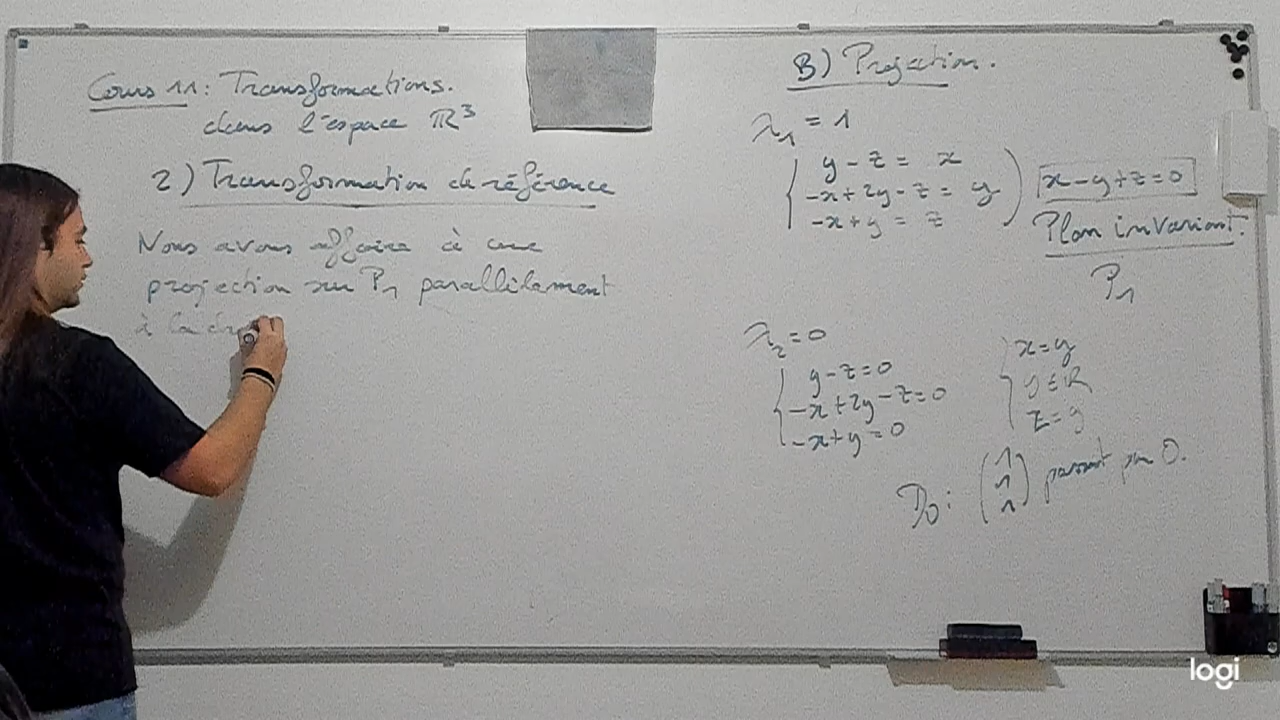 Cours 11 : Transformations.
dans l'espace ℝ³
2) Transformation de référence
Nous avons affaire à une
projection sur P₁ parallèlement
à la dro
B) Projection.
λ₁ = 1
y - z = x
-x + 2y - z = y
-x + y = z
x - y + z = 0
Plan invariant :
P₁
λ₂ = 0
y - z = 0
-x + 2y - z = 0
-x + y = 0
x = y
y ∈ ℝ
z = y
D₀ : (1 1 1) passant par O.
logi